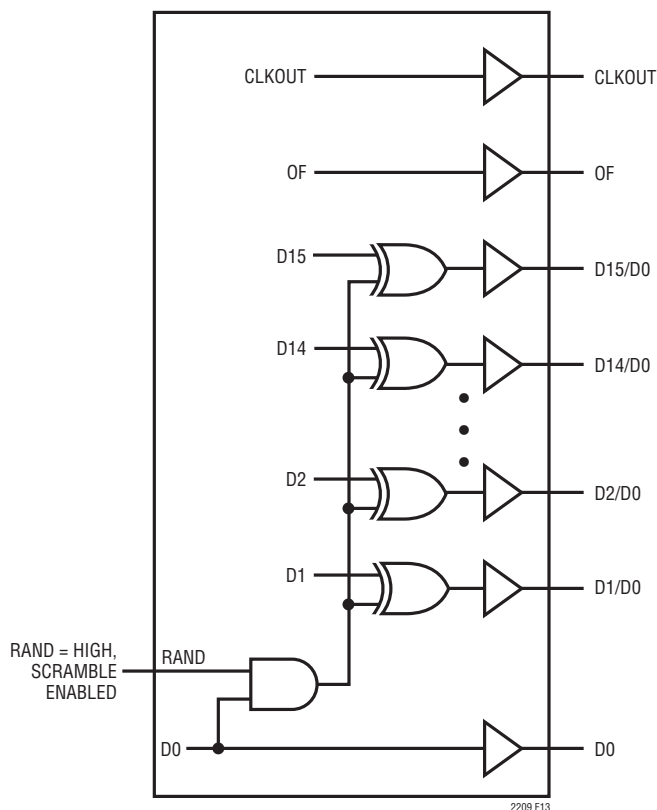 CLKOUT
CLKOUT
OF
OF
D15
D15/D0
D14
D14/D0
D2
D2/D0
D1
D1/D0
RAND = HIGH,
SCRAMBLE
ENABLED
RAND
D0
D0
2209 F13